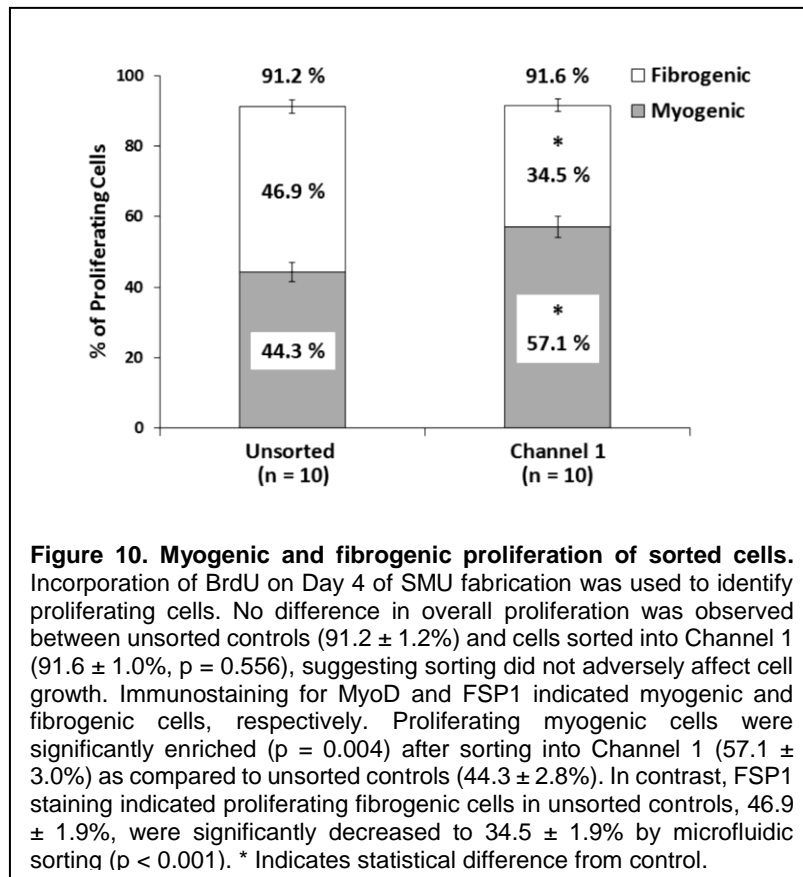 91.2 %
91.6 %
Fibrogenic
Myogenic
100
80
60
40
20
0
% of Proliferating Cells
46.9 %
44.3 %
*
34.5 %
*
57.1 %
Unsorted
(n = 10)
Channel 1
(n = 10)
Figure 10. Myogenic and fibrogenic proliferation of sorted cells.
Incorporation of BrdU on Day 4 of SMU fabrication was used to identify
proliferating cells. No difference in overall proliferation was observed
between unsorted controls (91.2 ± 1.2%) and cells sorted into Channel 1
(91.6 ± 1.0%, p = 0.556), suggesting sorting did not adversely affect cell
growth. Immunostaining for MyoD and FSP1 indicated myogenic and
fibrogenic cells, respectively. Proliferating myogenic cells were
significantly enriched (p = 0.004) after sorting into Channel 1 (57.1 ±
3.0%) as compared to unsorted controls (44.3 ± 2.8%). In contrast, FSP1
staining indicated proliferating fibrogenic cells in unsorted controls, 46.9
± 1.9%, were significantly decreased to 34.5 ± 1.9% by microfluidic
sorting (p < 0.001). * Indicates statistical difference from control.